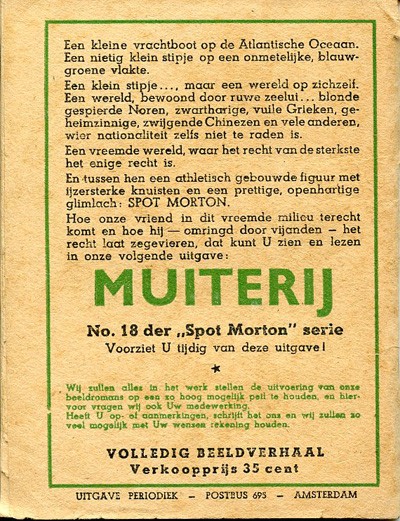 Een kleine vrachtboot op de Atlantische Oceaan.
Een nietig klein stipje op een onmetelijke, blauw-
groene vlakte.
Een klein stipje..., maar een wereld op zichzelf.
Een wereld, bewoond door ruwe zeelui... blonde
gespierde Noren, zwartharige, vuile Grieken, ge-
heimzinnige, zwijgende Chinezen en vele anderen,
wier nationaliteit zelfs niet te raden is.
Een vreemde wereld, waar het recht van de sterkste
het enige recht is.
En tussen hen een athletisch gebouwde figuur met
ijzersterke knuisten en een prettige, openhartige
glimlach: SPOT MORTON.
Hoe onze vriend in dit vreemde milieu terecht
komt en hoe hij — omringd door vijanden — het
recht laat zegevieren, dat kunt U zien en lezen
in onze volgende uitgave:
MUITERIJ
No. 18 der „Spot Morton" serie
Voorziet U tijdig van deze uitgave!
★
Wij zullen alles in het werk stellen de uitvoering van onze
beeldromans op een zo hoog mogelijk peil te houden, en hier-
voor vragen wij ook Uw medewerking.
Heeft U op- of aanmerkingen, schrijft het ons en wij zullen zo
veel mogelijk met Uw wensen rekening houden.
VOLLEDIG BEELDVERHAAL
Verkoopprijs 35 cent
UITGAVE PERIODIEK — POSTBUS 695 — AMSTERDAM